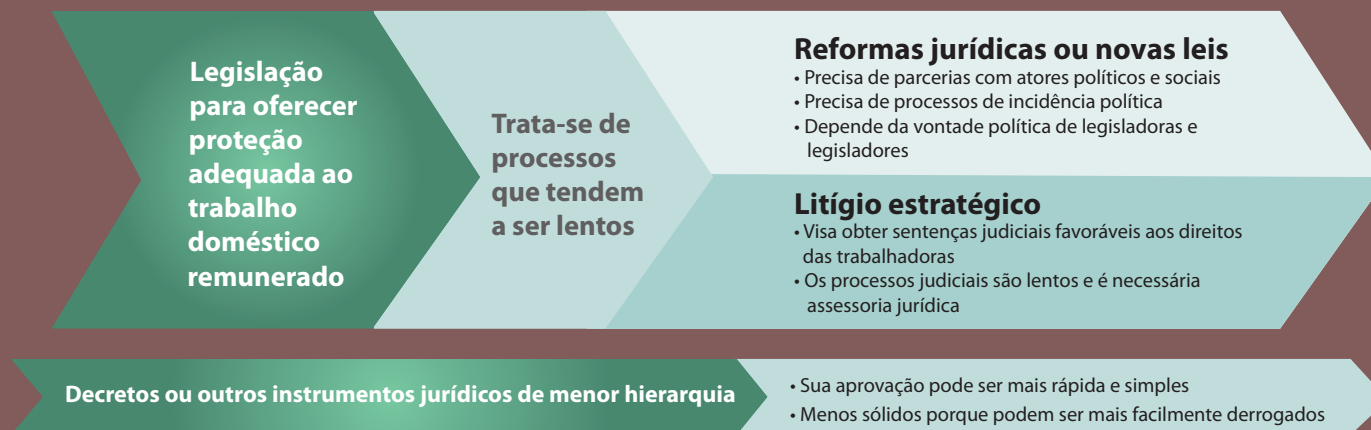 Legislação
para oferecer
proteção
adequada ao
trabalho
doméstico
remunerado
Trata-se de
processos
que tendem
a ser lentos
Reformas jurídicas ou novas leis
• Precisa de parcerias com atores políticos e sociais
• Precisa de processos de incidência política
• Depende da vontade política de legisladoras e
legisladores
Litígio estratégico
• Visa obter sentenças judiciais favoráveis aos direitos
das trabalhadoras
• Os processos judiciais são lentos e é necessária
assessoria jurídica
Decretos ou outros instrumentos jurídicos de menor hierarquia
• Sua aprovação pode ser mais rápida e simples
• Menos sólidos porque podem ser mais facilmente derrogados